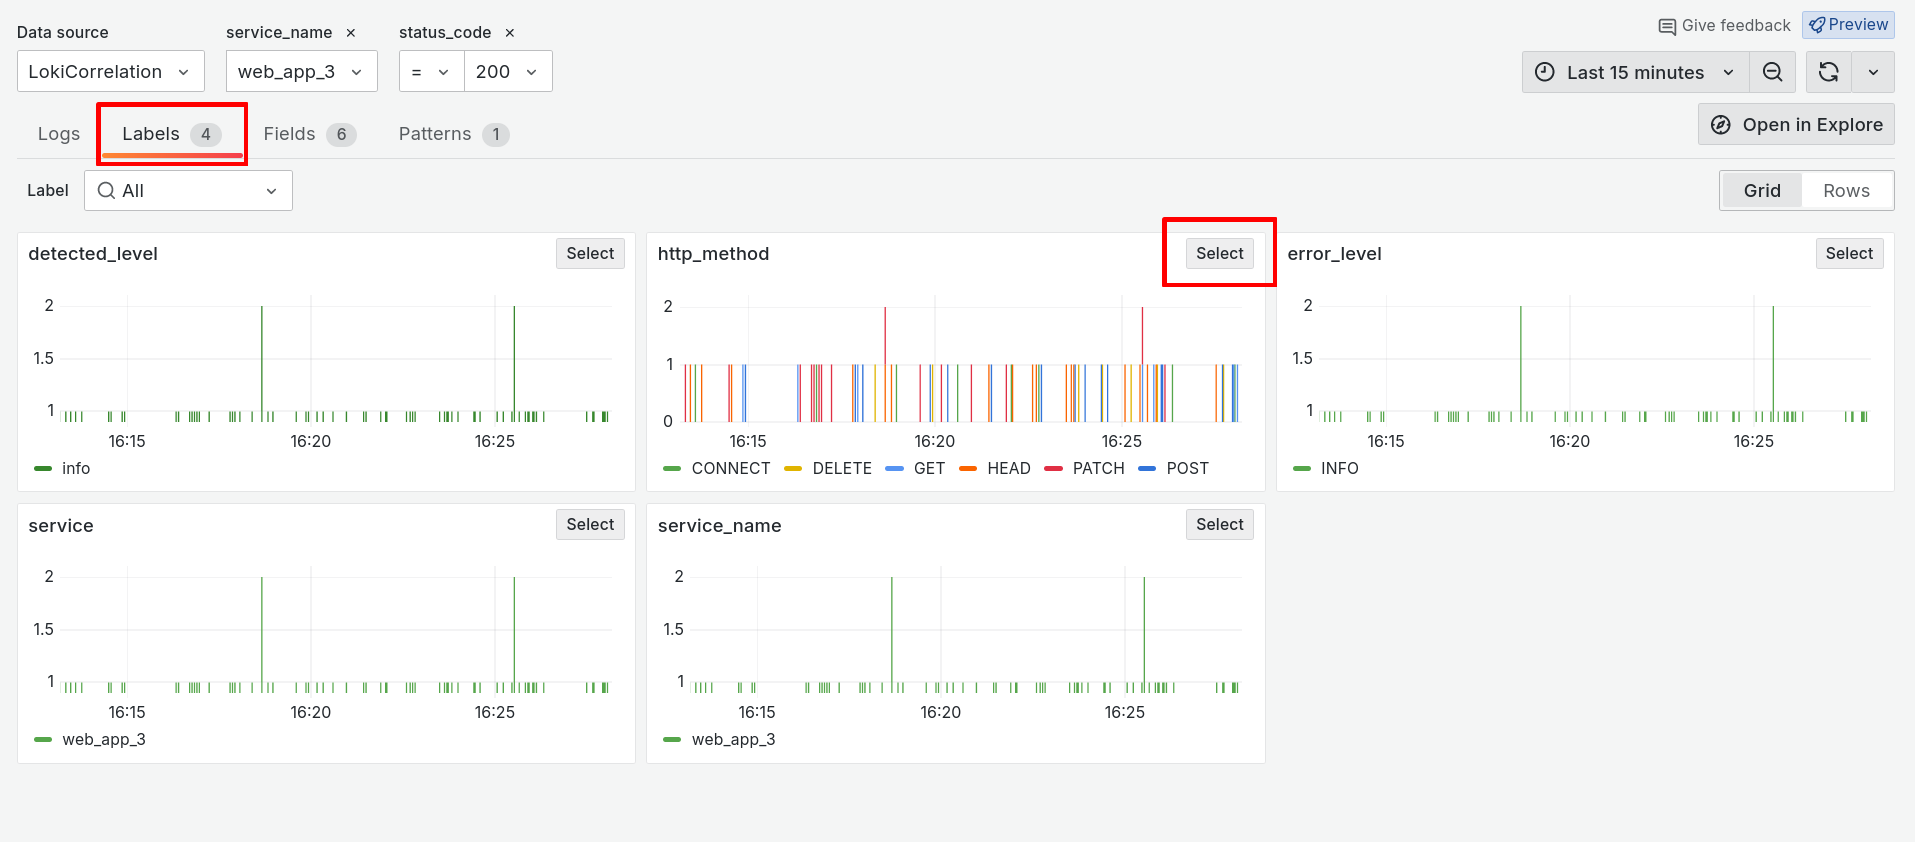 Data source service_name × status_code × Give feedback Preview
LokiCorrelation web_app_3 = 200 Last 15 minutes
Logs Labels 4 Fields 6 Patterns 1 Open in Explore
Label All Grid Rows
detected_level Select
2
1.5
1
16:15 16:20 16:25
info
http_method Select
2
1
0
16:15 16:20 16:25
CONNECT DELETE GET HEAD PATCH POST
error_level Select
2
1.5
1
16:15 16:20 16:25
INFO
service Select
2
1.5
1
16:15 16:20 16:25
web_app_3
service_name Select
2
1.5
1
16:15 16:20 16:25
web_app_3